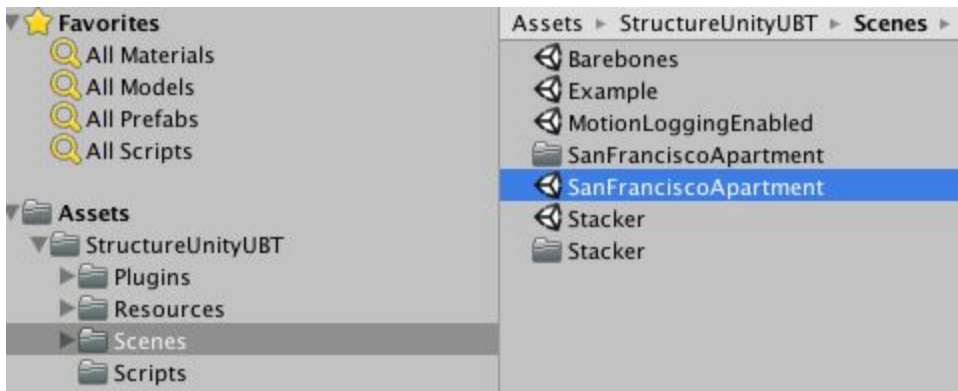 Favorites
All Materials
All Models
All Prefabs
All Scripts
Assets
StructureUnityUBT
Plugins
Resources
Scenes
Scripts
Assets StructureUnityUBT Scenes
Barebones
Example
MotionLoggingEnabled
SanFranciscoApartment
SanFranciscoApartment
Stacker
Stacker